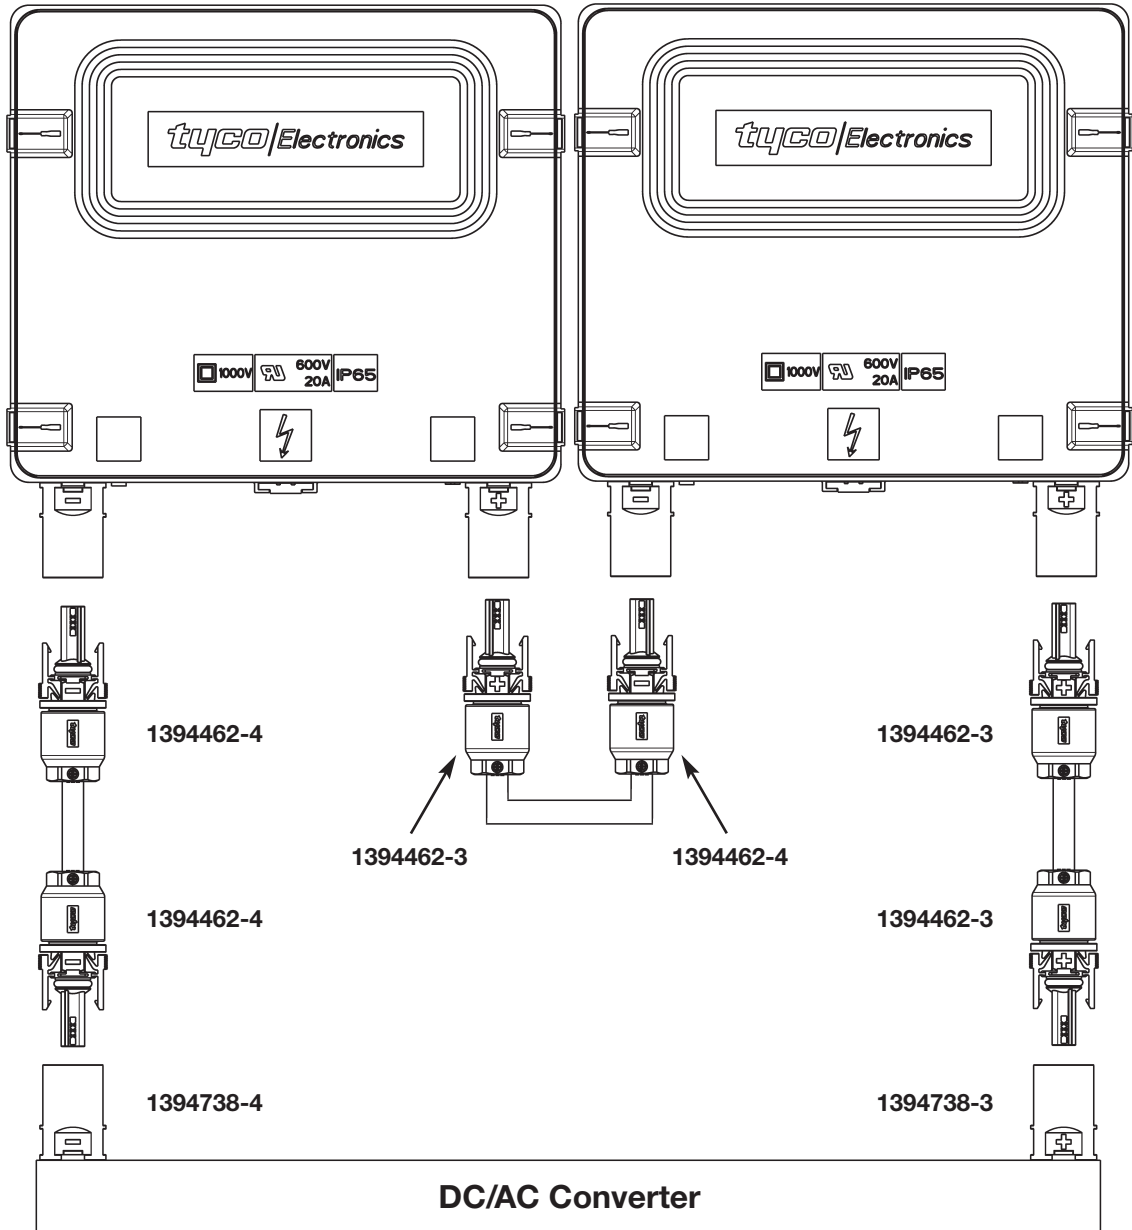 tyco/Electronics
tyco/Electronics
1000V
600V
20A
IP65
1000V
600V
20A
IP65
-
+
-
+
+
-
-
+
1394462-4
1394462-3
1394462-3
1394462-4
1394462-4
1394462-3
-
+
1394738-4
1394738-3
-
+
DC/AC Converter